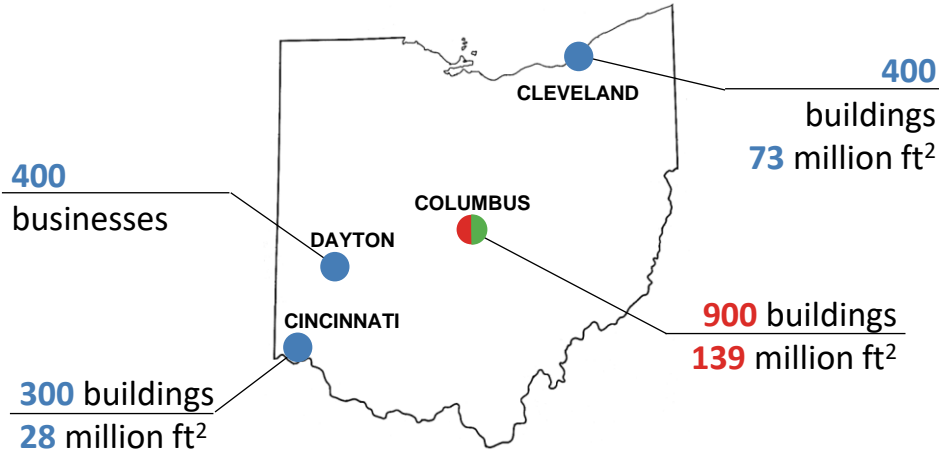 400
buildings
73 million ft²
CLEVELAND
400
businesses
COLUMBUS
DAYTON
900 buildings
139 million ft²
CINCINNATI
300 buildings
28 million ft²